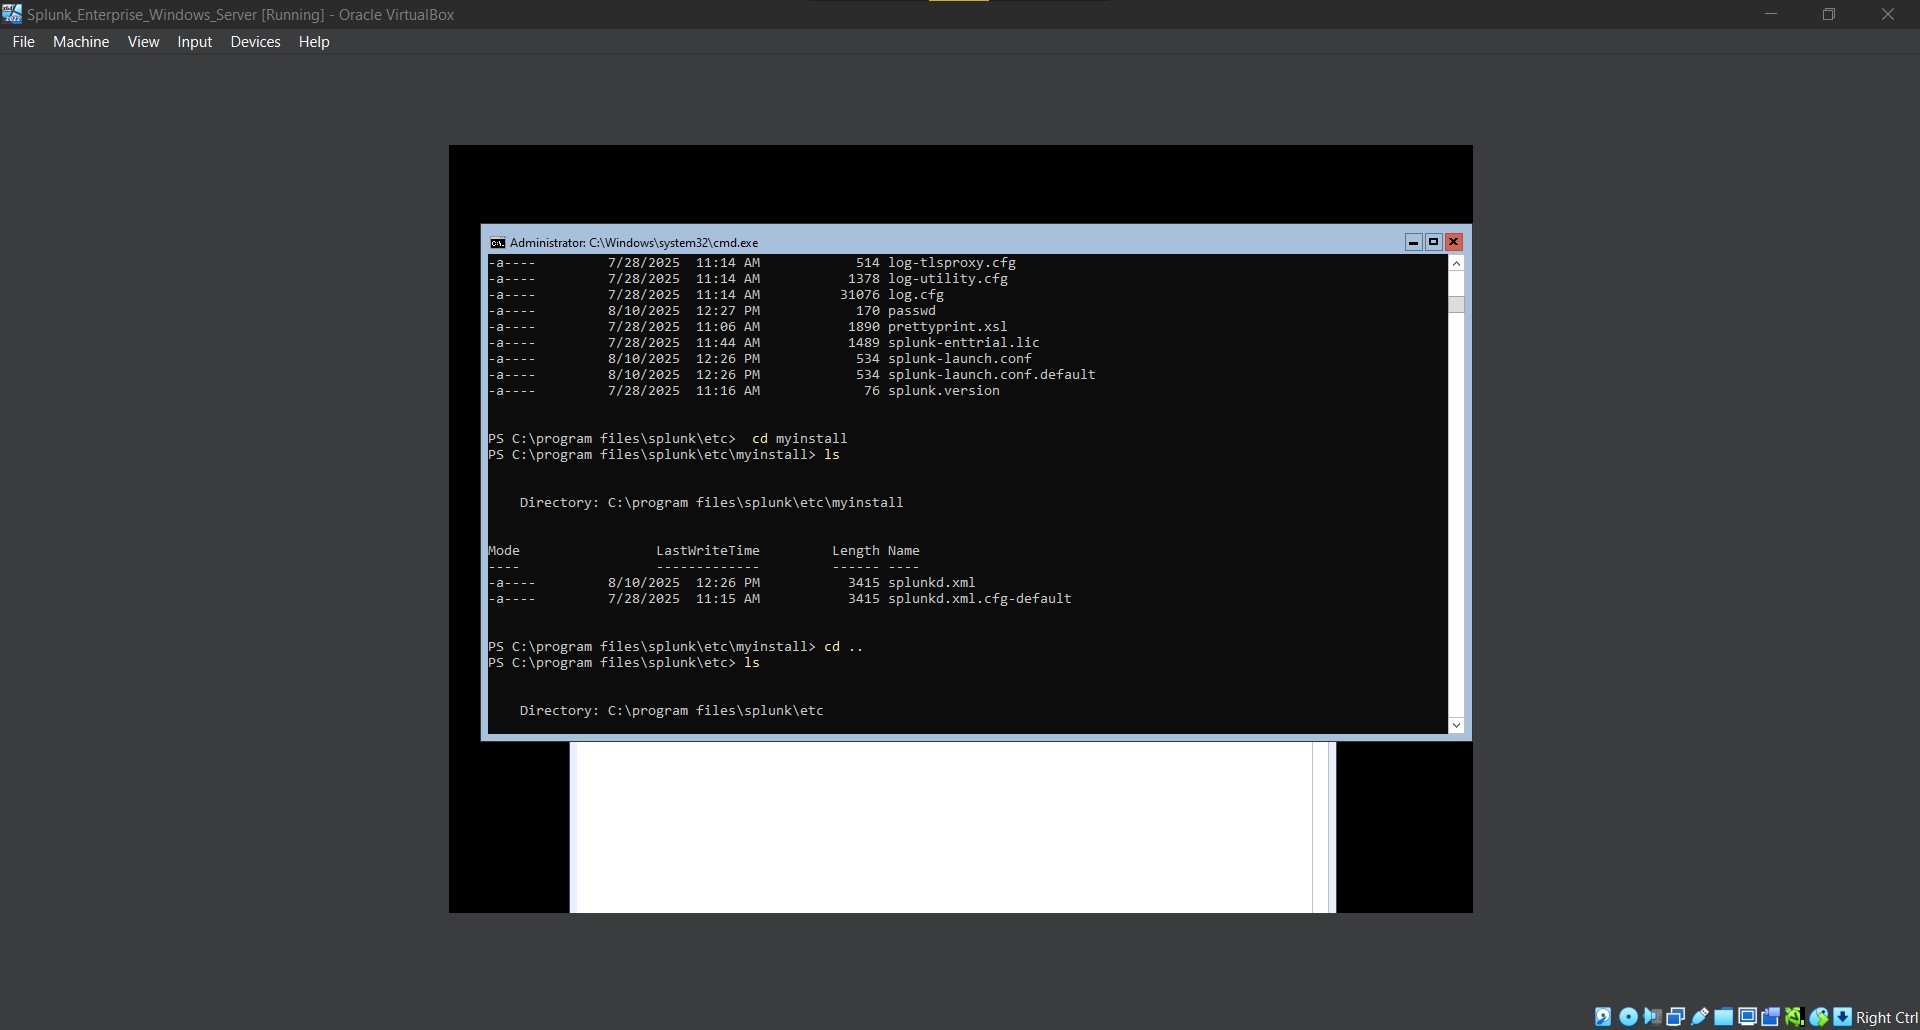 Splunk_Enterprise_Windows_Server [Running] - Oracle VirtualBox
File Machine View Input Devices Help
Administrator: C:\Windows\system32\cmd.exe
-a---- 7/28/2025 11:14 AM 514 log-tlsproxy.cfg
-a---- 7/28/2025 11:14 AM 1378 log-utility.cfg
-a---- 7/28/2025 11:14 AM 31076 log.cfg
-a---- 8/10/2025 12:27 PM 170 passwd
-a---- 7/28/2025 11:06 AM 1890 prettyprint.xsl
-a---- 7/28/2025 11:44 AM 1489 splunk-enttrial.lic
-a---- 8/10/2025 12:26 PM 534 splunk-launch.conf
-a---- 8/10/2025 12:26 PM 534 splunk-launch.conf.default
-a---- 7/28/2025 11:16 AM 76 splunk.version
PS C:\program files\splunk\etc>  cd myinstall
PS C:\program files\splunk\etc\myinstall> ls
Directory: C:\program files\splunk\etc\myinstall
Mode LastWriteTime Length Name
---- ------------- ------ ----
-a---- 8/10/2025 12:26 PM 3415 splunkd.xml
-a---- 7/28/2025 11:15 AM 3415 splunkd.xml.cfg-default
PS C:\program files\splunk\etc\myinstall> cd ..
PS C:\program files\splunk\etc> ls
Directory: C:\program files\splunk\etc
Right Ctrl